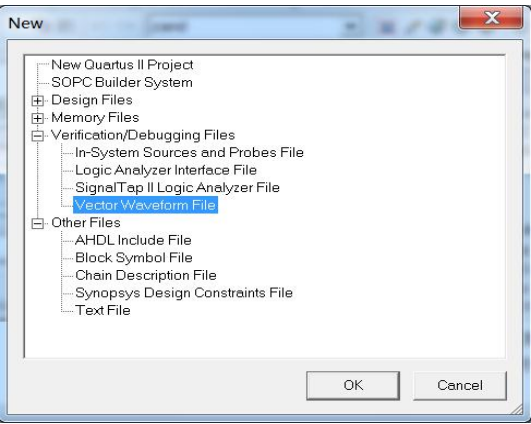 New
New Quartus II Project
SOPC Builder System
Design Files
Memory Files
Verification/Debugging Files
In-System Sources and Probes File
Logic Analyzer Interface File
SignalTap II Logic Analyzer File
Vector Waveform File
Other Files
AHDL Include File
Block Symbol File
Chain Description File
Synopsys Design Constraints File
Text File
OK Cancel